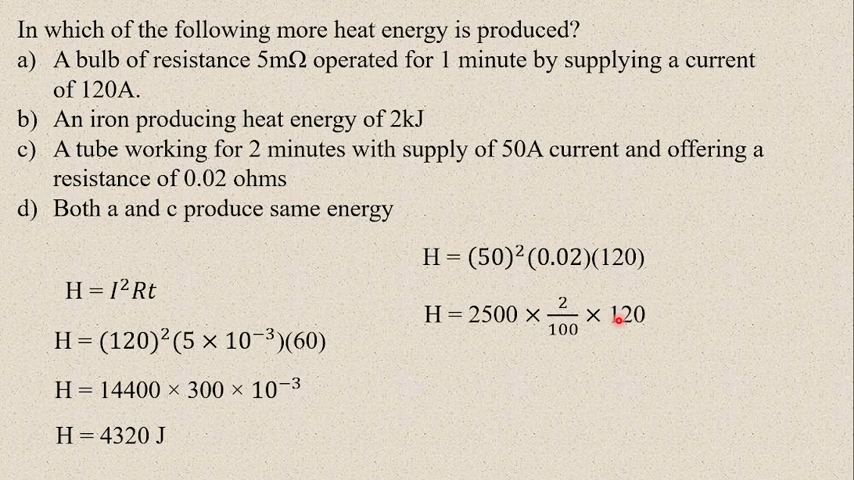 In which of the following more heat energy is produced?
a) A bulb of resistance 5mΩ operated for 1 minute by supplying a current
of 120A.
b) An iron producing heat energy of 2kJ
c) A tube working for 2 minutes with supply of 50A current and offering a
resistance of 0.02 ohms
d) Both a and c produce same energy
H = I²Rt
H = (120)²(5 × 10⁻³)(60)
H = 14400 × 300 × 10⁻³
H = 4320 J
H = (50)²(0.02)(120)
H = 2500 × 2/100 × 120